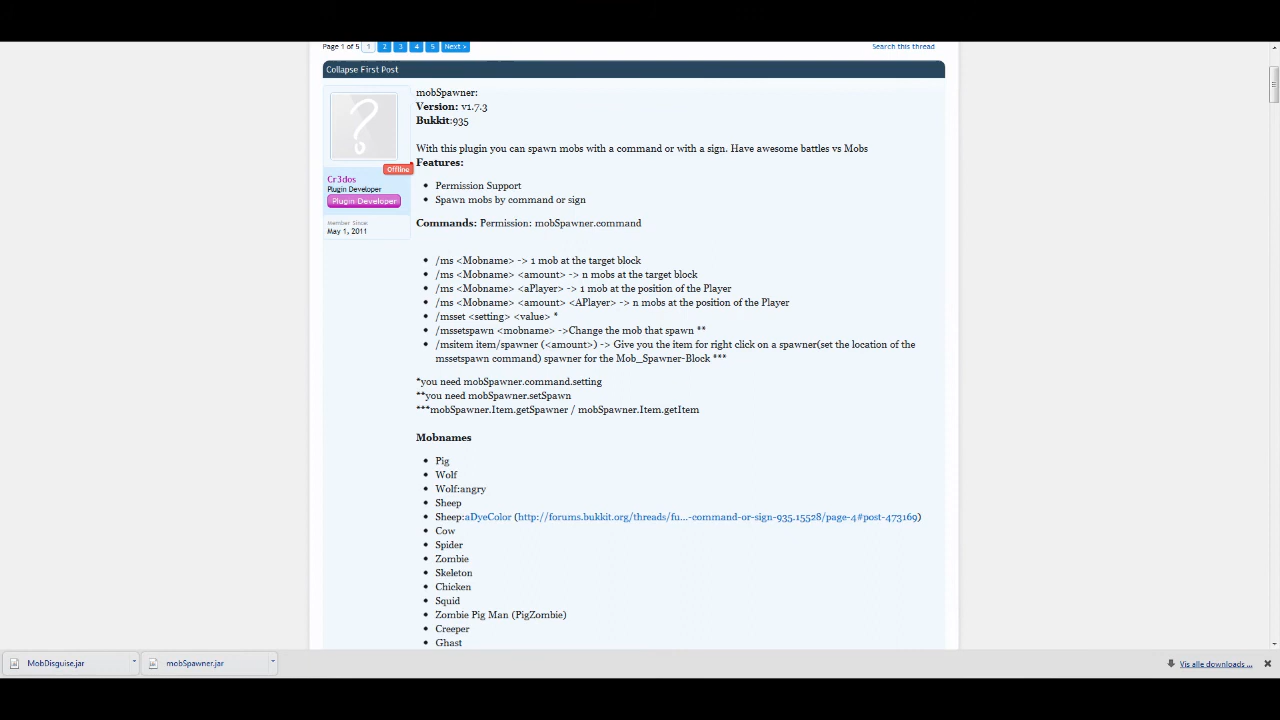 Page 1 of 5 1 2 3 4 5 Next >
Search this thread
Collapse First Post
Offline
Cr3dos
Plugin Developer
Plugin Developer
Member Since:
May 1, 2011
mobSpawner:
Version: v1.7.3
Bukkit:935
With this plugin you can spawn mobs with a command or with a sign. Have awesome battles vs Mobs
Features:
Permission Support
Spawn mobs by command or sign
Commands: Permission: mobSpawner.command
/ms <Mobname> -> 1 mob at the target block
/ms <Mobname> <amount> -> n mobs at the target block
/ms <Mobname> <aPlayer> -> 1 mob at the position of the Player
/ms <Mobname> <amount> <APlayer> -> n mobs at the position of the Player
/msset <setting> <value> *
/mssetspawn <mobname> ->Change the mob that spawn **
/msitem item/spawner (<amount>) -> Give you the item for right click on a spawner(set the location of the
mssetspawn command) spawner for the Mob_Spawner-Block ***
*you need mobSpawner.command.setting
**you need mobSpawner.setSpawn
***mobSpawner.Item.getSpawner / mobSpawner.Item.getItem
Mobnames
Pig
Wolf
Wolf:angry
Sheep
Sheep:aDyeColor (http://forums.bukkit.org/threads/fu...-command-or-sign-935.15528/page-4#post-473169)
Cow
Spider
Zombie
Skeleton
Chicken
Squid
Zombie Pig Man (PigZombie)
Creeper
Ghast
MobDisguise.jar
mobSpawner.jar
Vis alle downloads ...